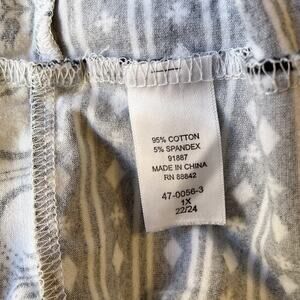 95% COTTON
5% SPANDEX
91887
MADE IN CHINA
RN 88842
47-0056-3
1X
22/24